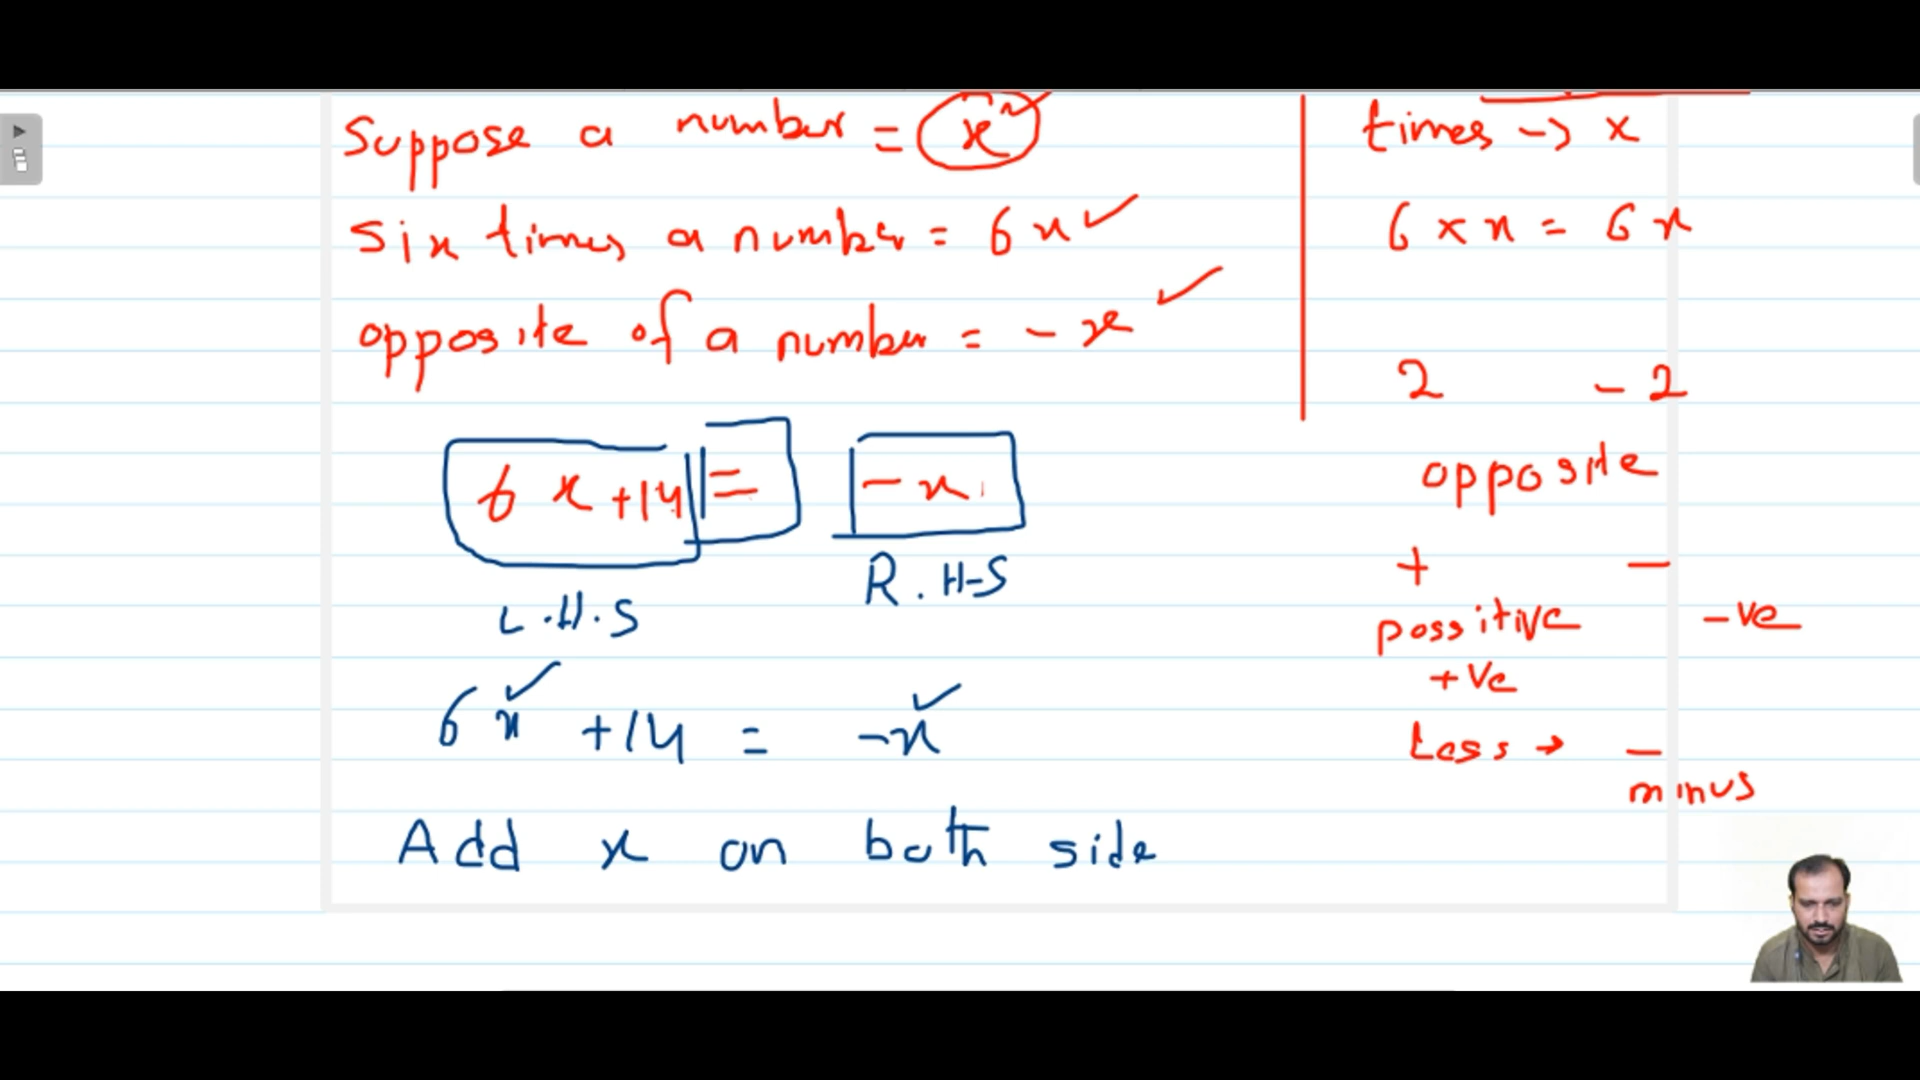 Suppose a number = x
six times a number = 6x
opposite of a number = -x
6x+14 = -x
L.H.S
R.H.S
6x +14 = -x
Add x on both side
times -> x
6 × x = 6x
2 -2
opposite
+ -
possitive -ve
+ve
Less → -
minus